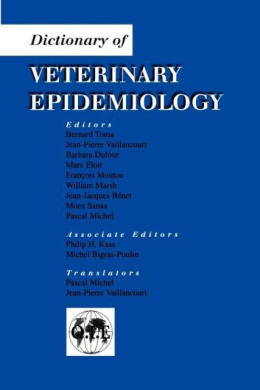 Dictionary of
VETERINARY
EPIDEMIOLOGY
Editors
Bernard Toma
Jean-Pierre Vaillancourt
Barbara Dufour
Marc Eloit
François Moutou
William Marsh
Jean-Jacques Bénet
Moez Sanaa
Pascal Michel
Associate Editors
Philip H. Kass
Michel Bigras-Poulin
Translators
Pascal Michel
Jean-Pierre Vaillancourt